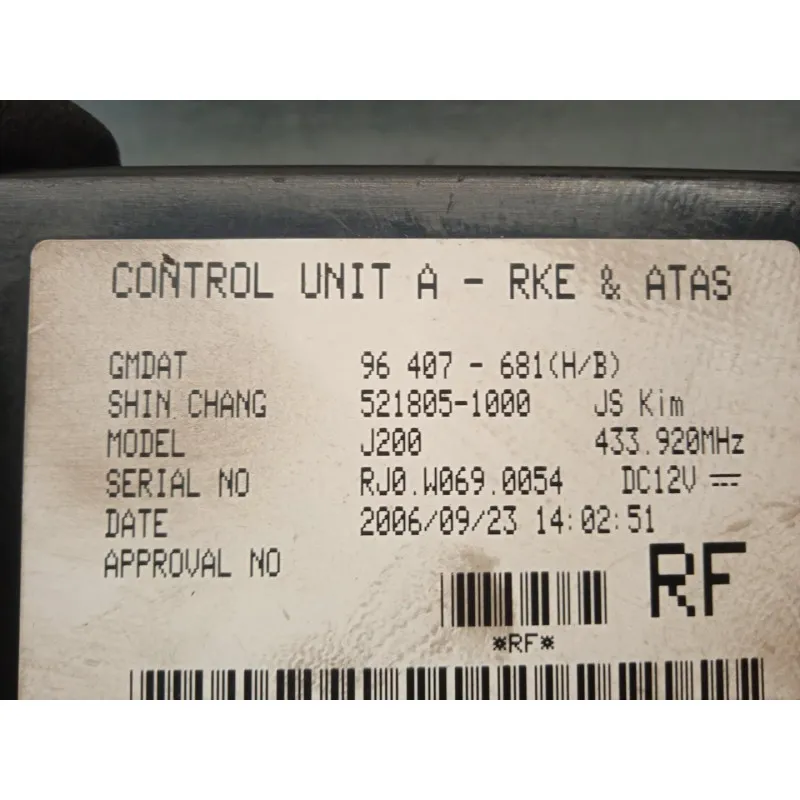 CONTROL UNIT A - RKE & ATAS
GMDAT 96 407 - 681(H/B)
SHIN CHANG 521805-1000 JS Kim
MODEL J200 433.920MHz
SERIAL NO RJ0.W069.0054 DC12V ⎓
DATE 2006/09/23 14:02:51
APPROVAL NO
RF
*RF*